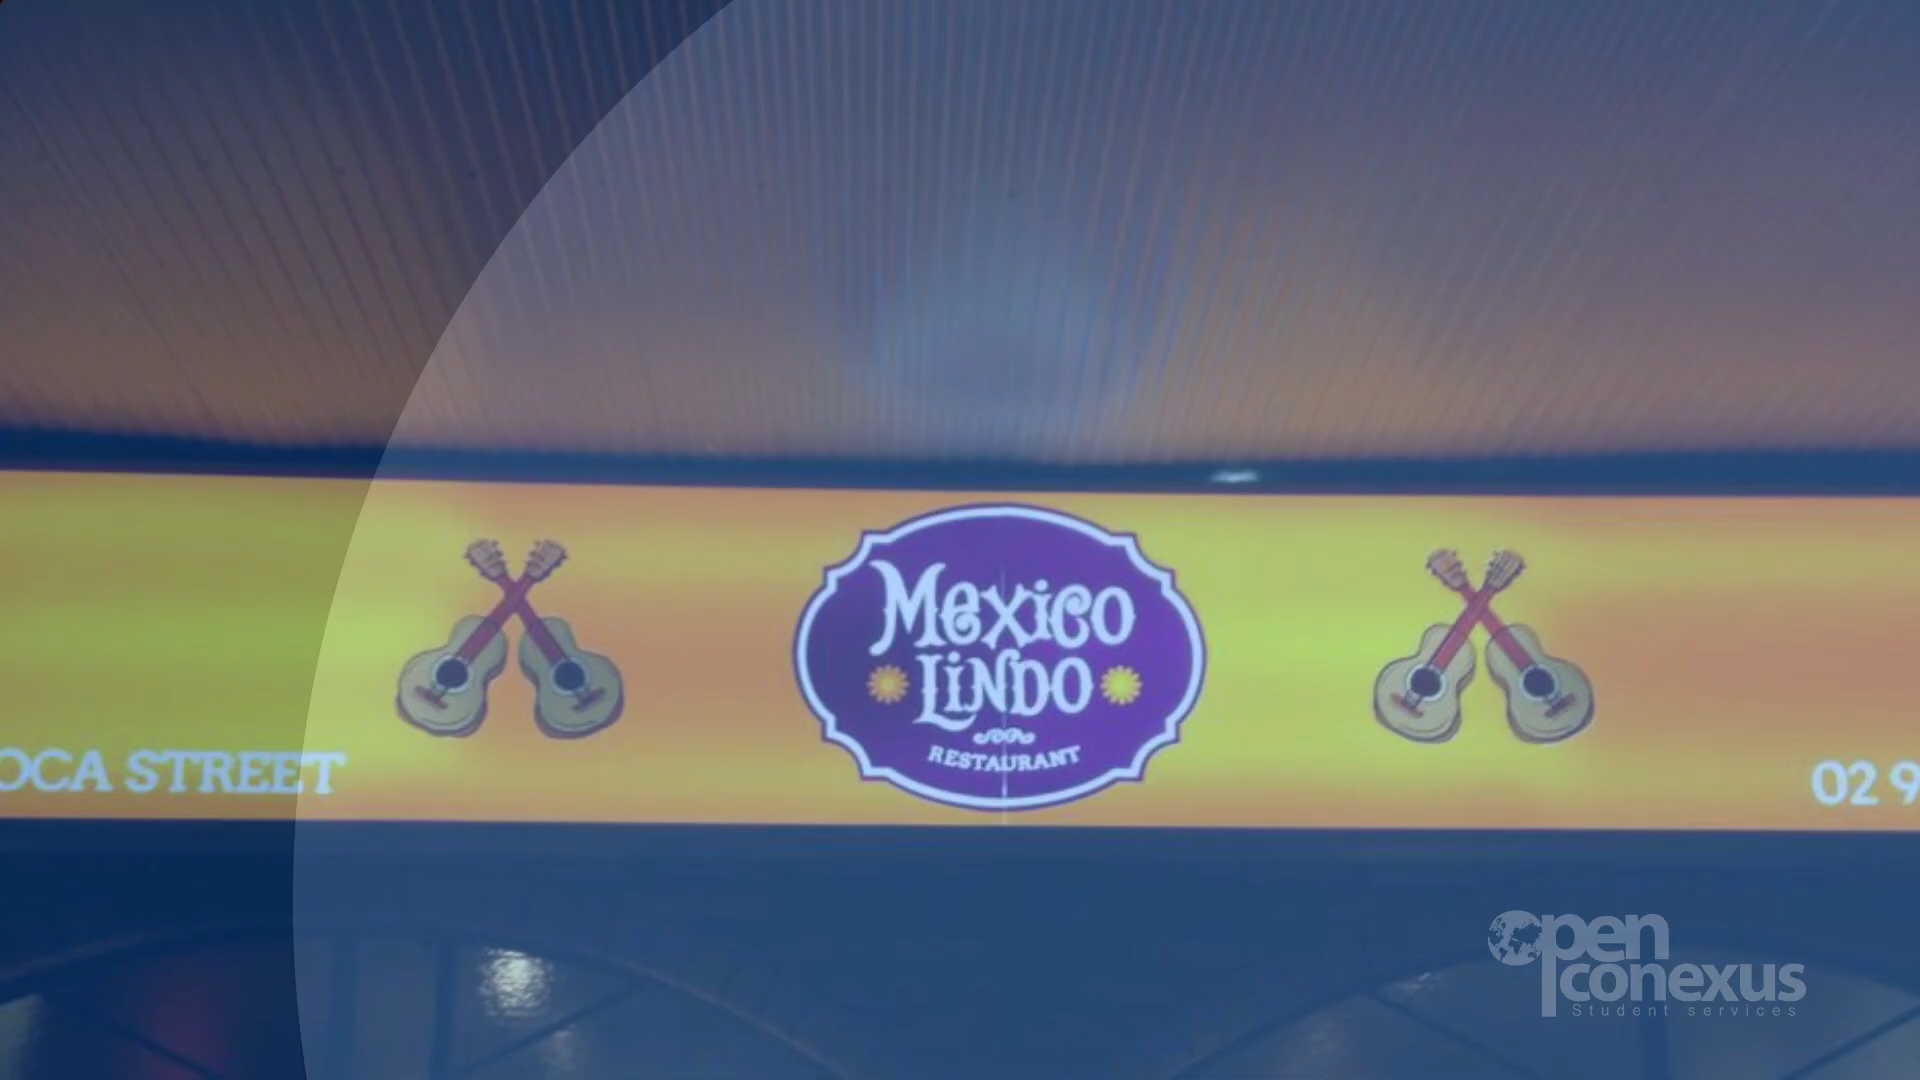 Mexico
LiNDO
RESTAURANT
OCA STREET
02 9
Open
conexus
Student services